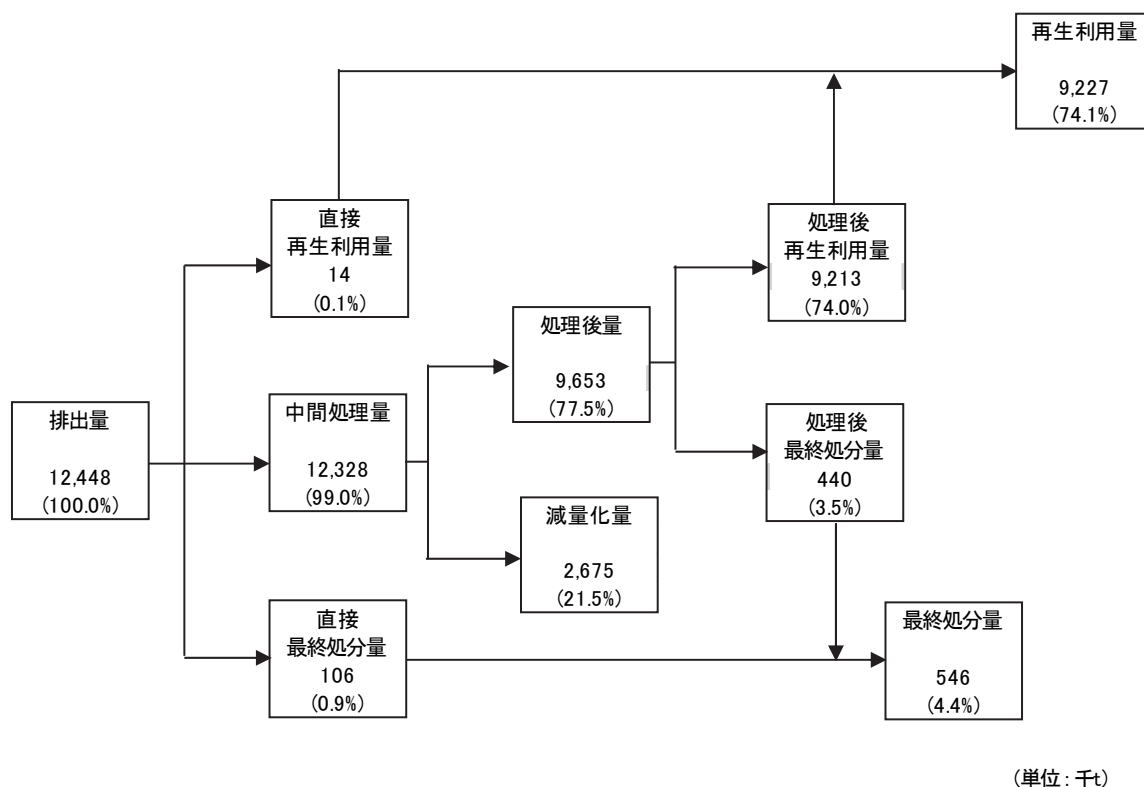 再生利用量
9,227
(74.1%)
直接
再生利用量
14
(0.1%)
処理後
再生利用量
9,213
(74.0%)
処理後量
9,653
(77.5%)
排出量
12,448
(100.0%)
中間処理量
12,328
(99.0%)
処理後
最終処分量
440
(3.5%)
減量化量
2,675
(21.5%)
直接
最終処分量
106
(0.9%)
最終処分量
546
(4.4%)
(単位:千t)